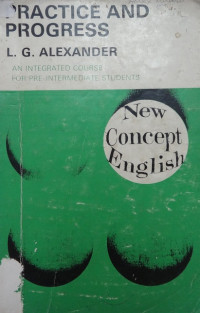 PRACTICE AND
PROGRESS
L. G. ALEXANDER
AN INTEGRATED COURSE
FOR PRE-INTERMEDIATE STUDENTS
New
Concept
English